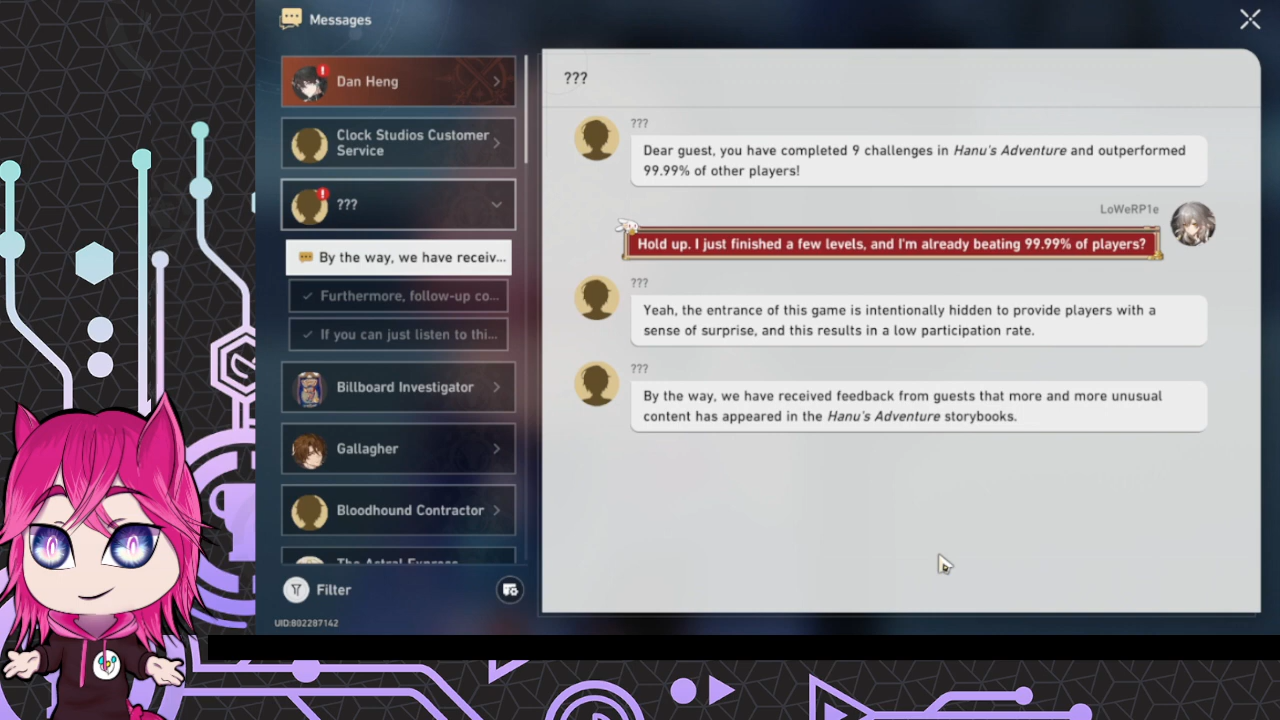 Messages
Dan Heng
Clock Studios Customer
Service
???
By the way, we have receiv...
Furthermore, follow-up co...
If you can just listen to thi...
Billboard Investigator
Gallagher
Bloodhound Contractor
The Astral Express
Filter
UID:802287142
???
???
Dear guest, you have completed 9 challenges in Hanu's Adventure and outperformed
99.99% of other players!
LoWeRP1e
Hold up. I just finished a few levels, and I'm already beating 99.99% of players?
???
Yeah, the entrance of this game is intentionally hidden to provide players with a
sense of surprise, and this results in a low participation rate.
???
By the way, we have received feedback from guests that more and more unusual
content has appeared in the Hanu's Adventure storybooks.